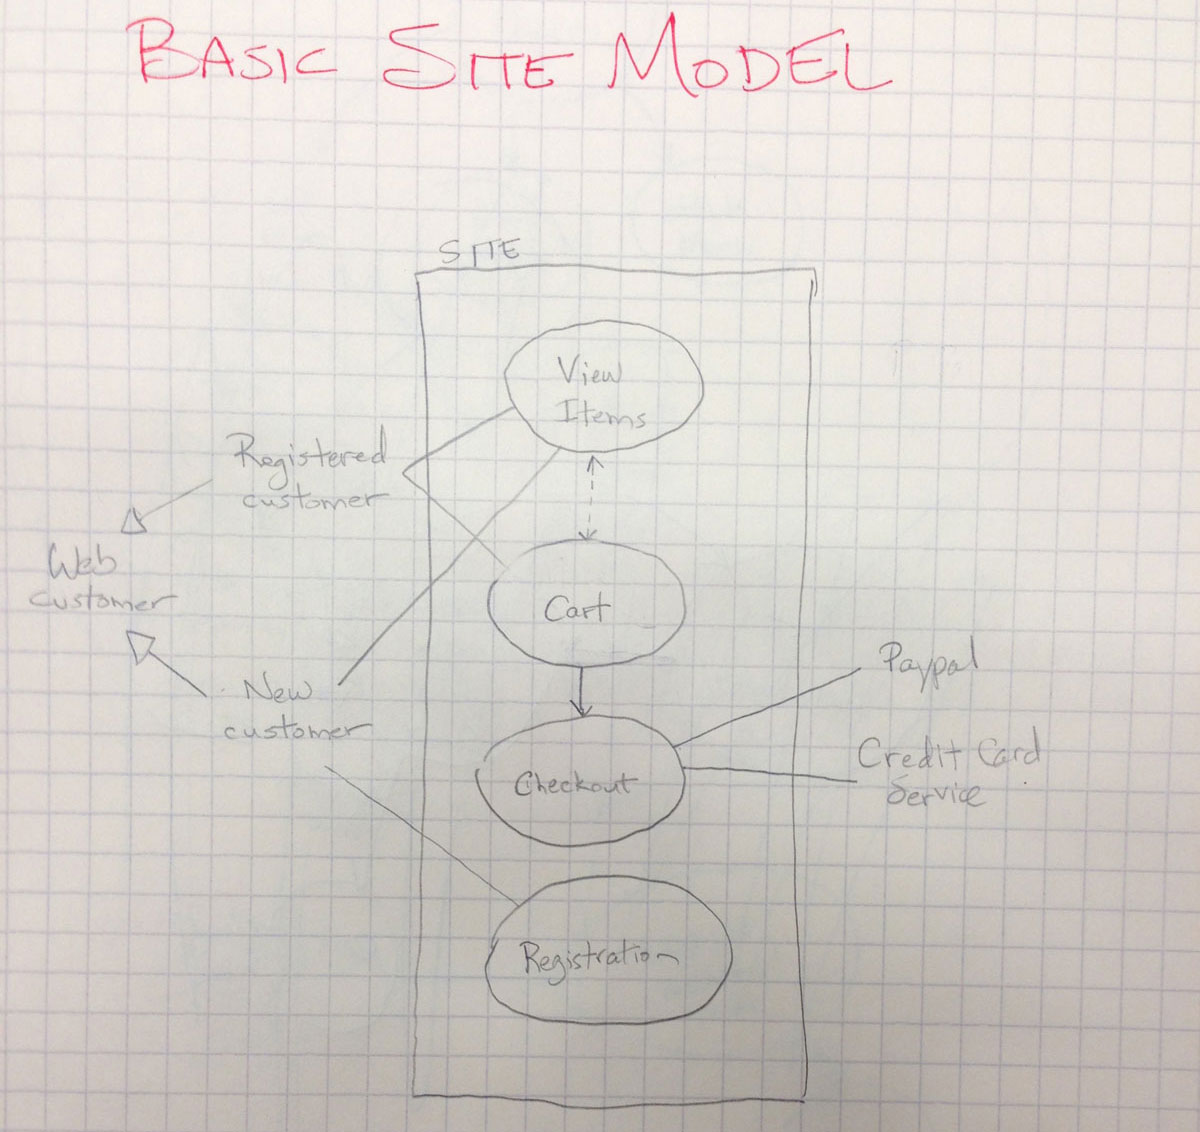 BASIC SITE MODEL
SITE
View
Items
Registered
customer
Web
customer
Cart
New
customer
Paypal
Credit Card
Service
Checkout
Registration